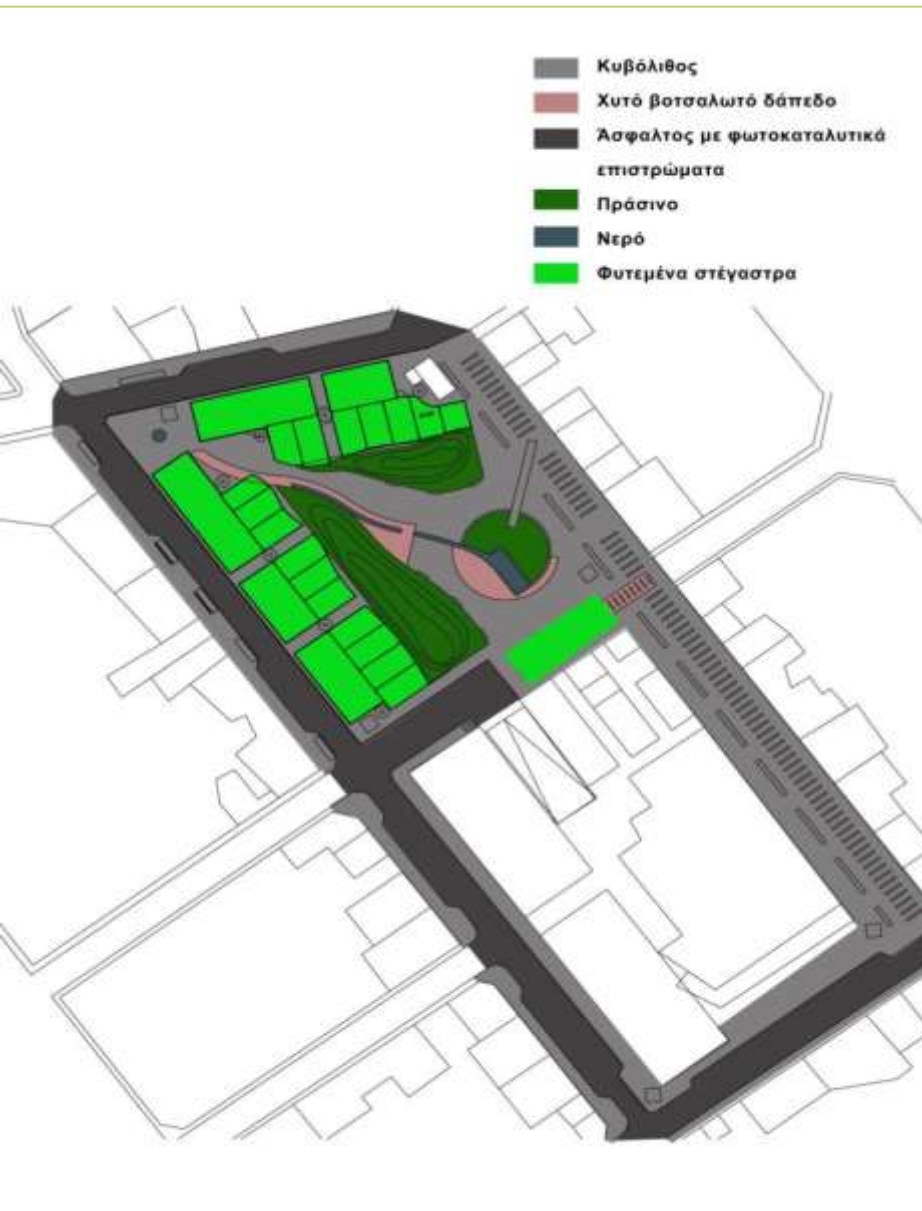 Κυβόλιθος
Χυτό βοτσαλωτό δάπεδο
Άσφαλτος με φωτοκαταλυτικά
επιστρώματα
Πράσινο
Νερό
Φυτεμένα στέγαστρα